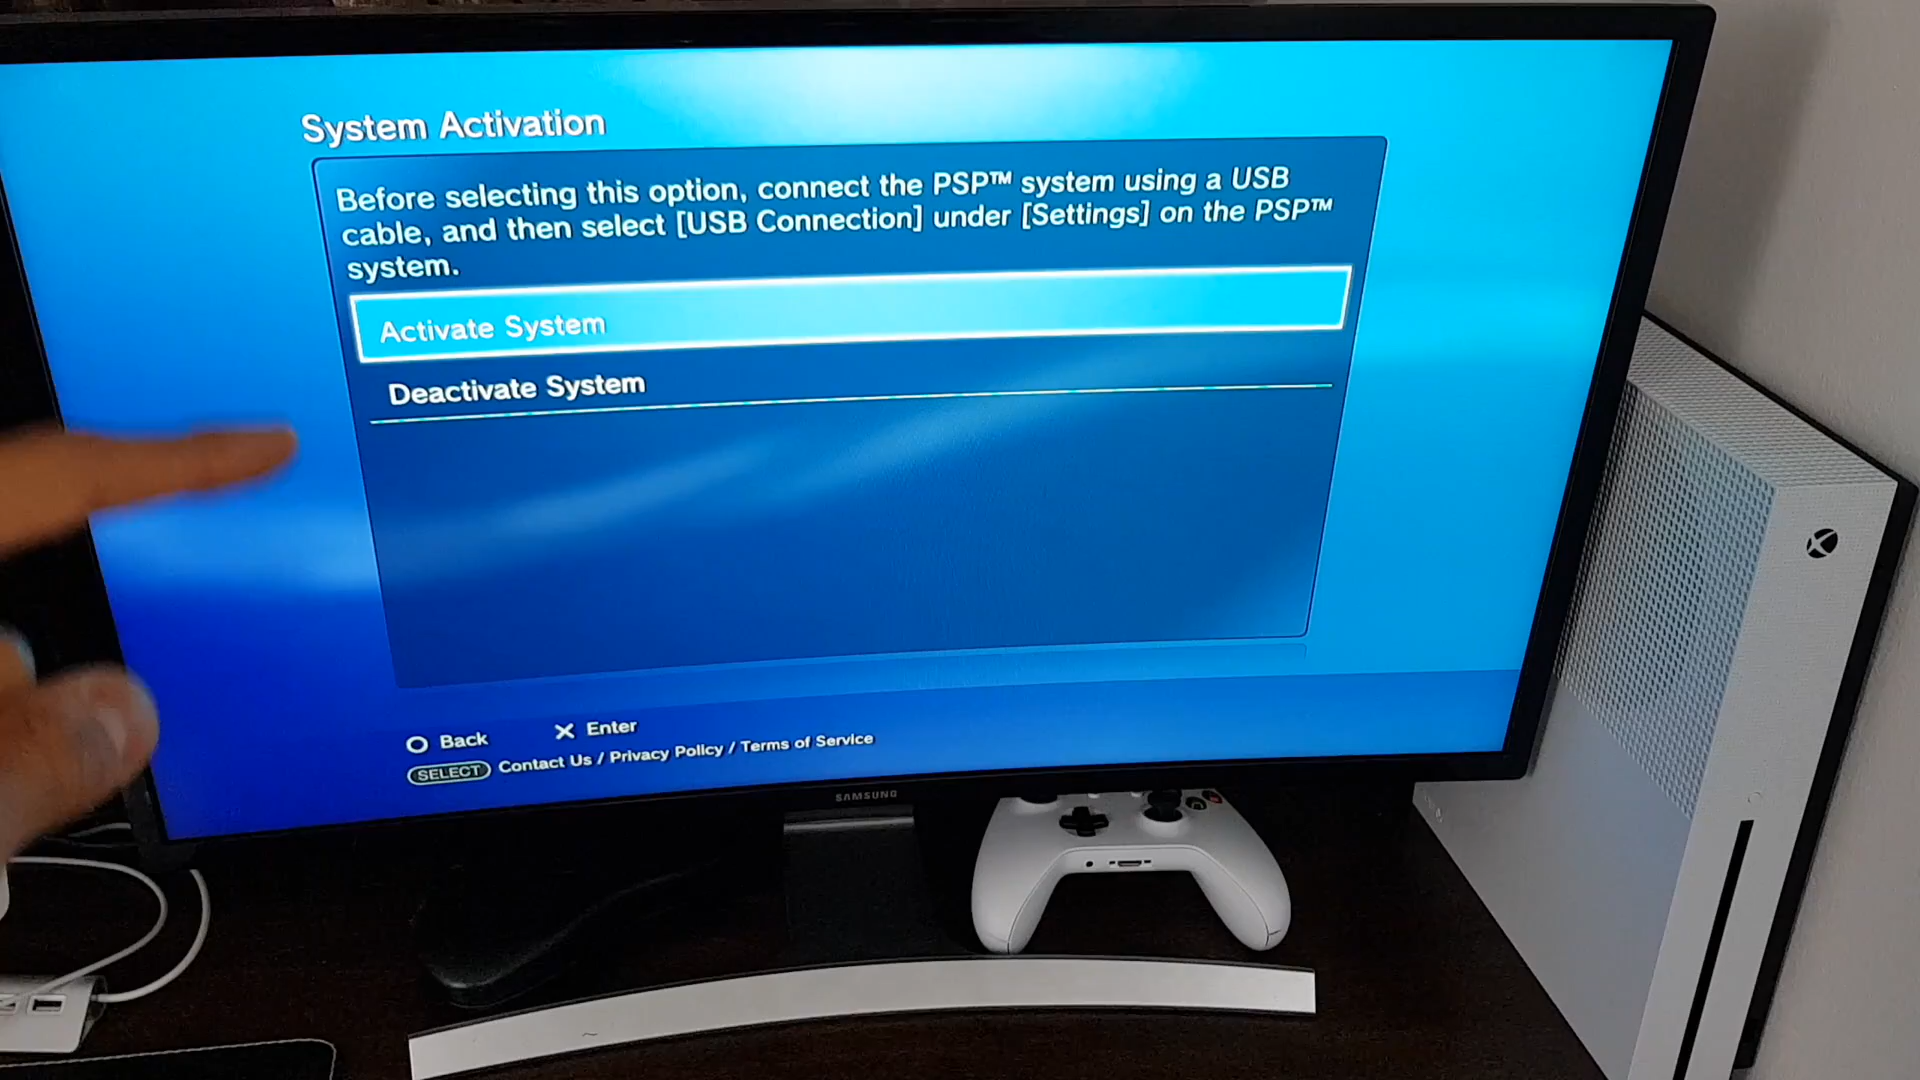 System Activation
Before selecting this option, connect the PSP™ system using a USB
cable, and then select [USB Connection] under [Settings] on the PSP™
system.
Activate System
Deactivate System
Back
Enter
SELECT Contact Us / Privacy Policy / Terms of Service
SAMSUNG